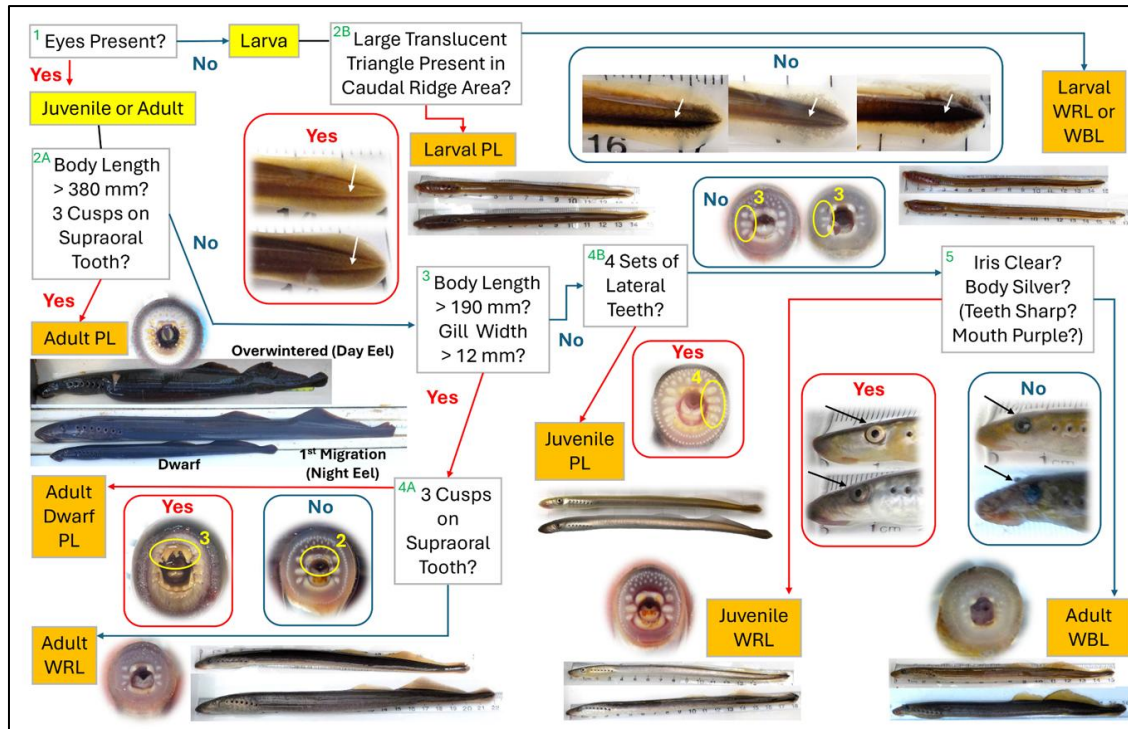 1 Eyes Present?
No
Larva
2B Large Translucent
Triangle Present in
Caudal Ridge Area?
No
16
Larval
WRL or
WBL
Yes
Juvenile or Adult
Yes
Larval PL
2A Body Length
> 380 mm?
3 Cusps on
Supraoral
Tooth?
No
No
3
3
Yes
Adult PL
3 Body Length
> 190 mm?
Gill Width
> 12 mm?
No
4B 4 Sets of
Lateral
Teeth?
5 Iris Clear?
Body Silver?
(Teeth Sharp?
Mouth Purple?)
Overwintered (Day Eel)
Dwarf
1st Migration
(Night Eel)
Yes
Yes
4
Juvenile
PL
Yes
1 cm
No
Adult
Dwarf
PL
Yes
3
No
2
4A 3 Cusps
on
Supraoral
Tooth?
Adult
WRL
Juvenile
WRL
Adult
WBL